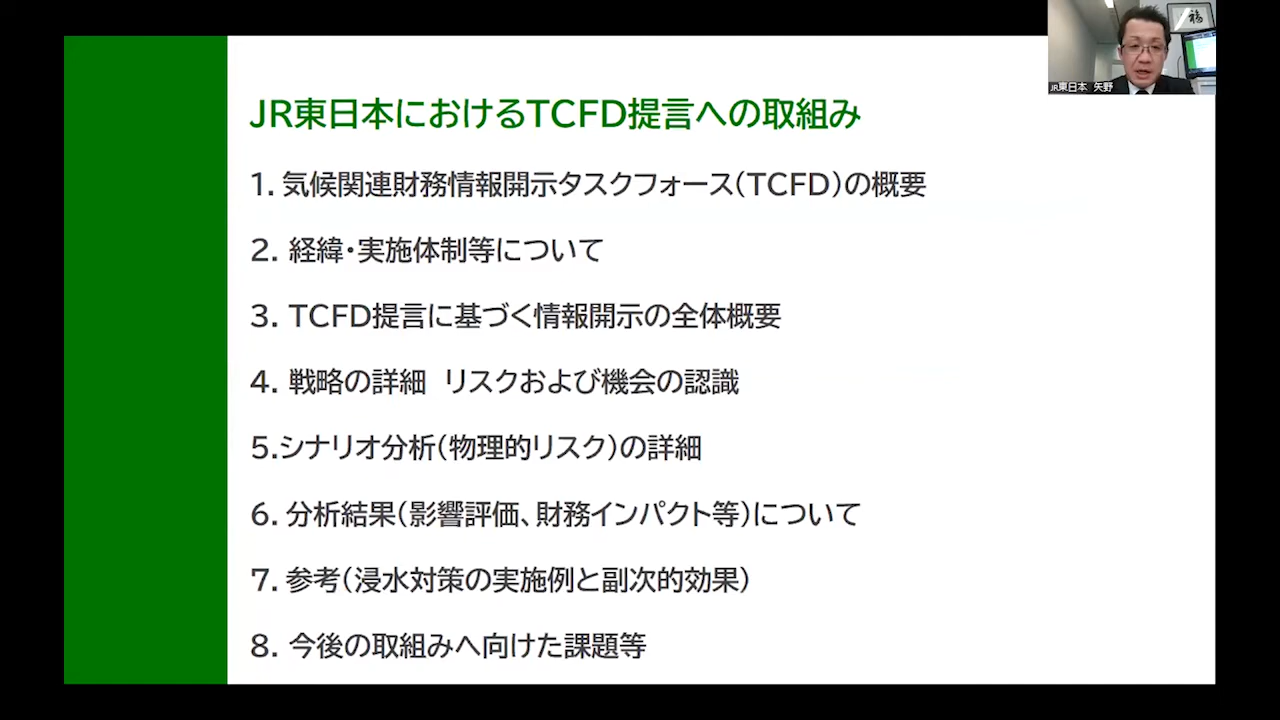 JR東日本におけるTCFD提言への取組み
1. 気候関連財務情報開示タスクフォース(TCFD)の概要
2. 経緯・実施体制等について
3. TCFD提言に基づく情報開示の全体概要
4. 戦略の詳細 リスクおよび機会の認識
5.シナリオ分析(物理的リスク)の詳細
6. 分析結果(影響評価、財務インパクト等)について
7. 参考(浸水対策の実施例と副次的効果)
8. 今後の取組みへ向けた課題等
福
JR東日本 矢野